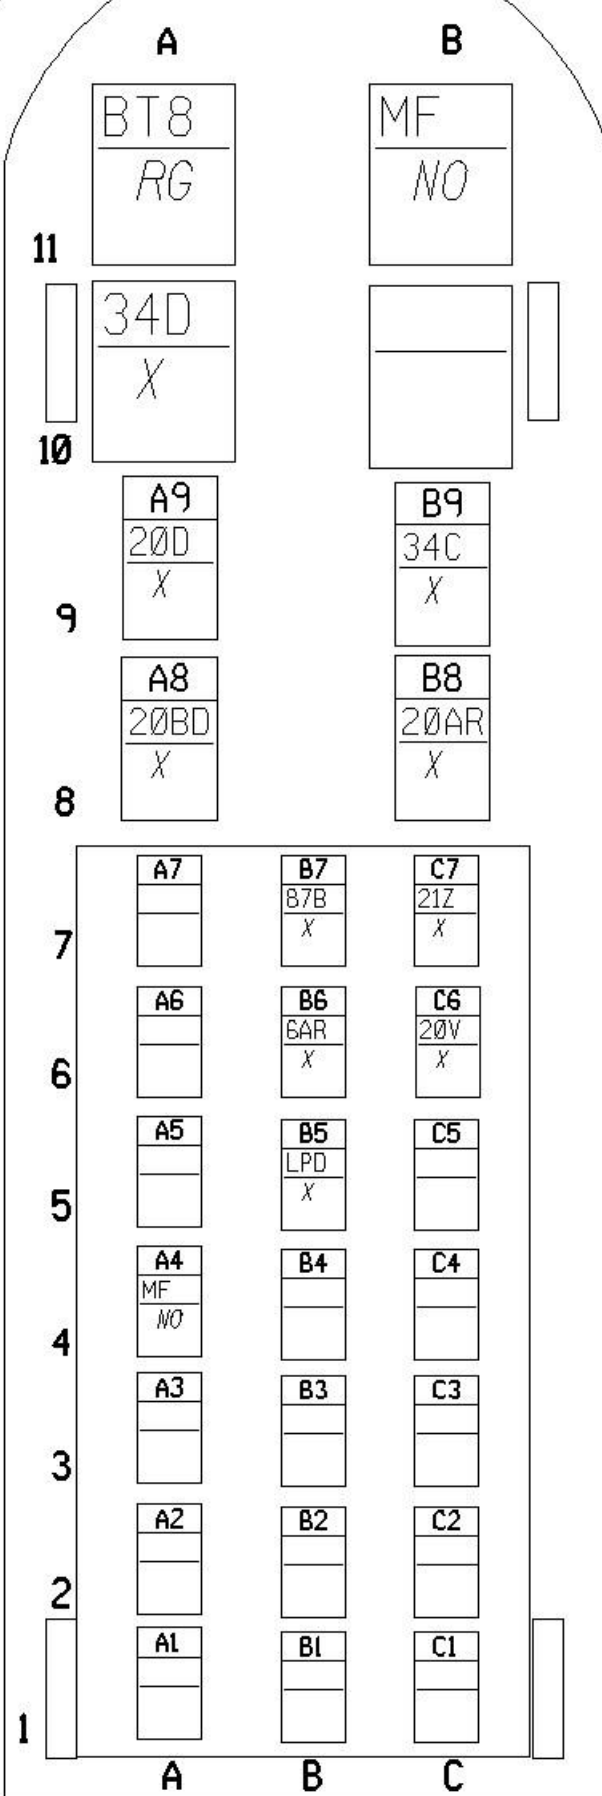 A B
BT8 MF
RG NO
11
34D
X
10
A9 B9
20D 34C
X X
9
A8 B8
20BD 20AR
X X
8
A7 B7 C7
87B 21Z
X X
7
A6 B6 C6
6AR 20V
X X
6
A5 B5 C5
LPD
X
5
A4 B4 C4
MF
NO
4
A3 B3 C3
3
A2 B2 C2
2
A1 B1 C1
1
A B C